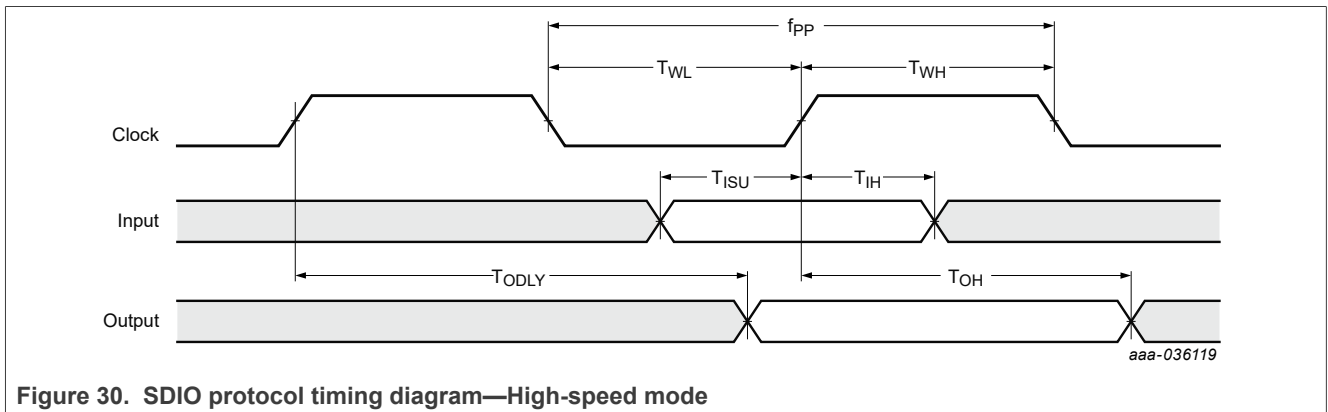 fPP
TWL
TWH
Clock
TISU
TIH
Input
TODLY
TOH
Output
aaa-036119
Figure 30. SDIO protocol timing diagram—High-speed mode